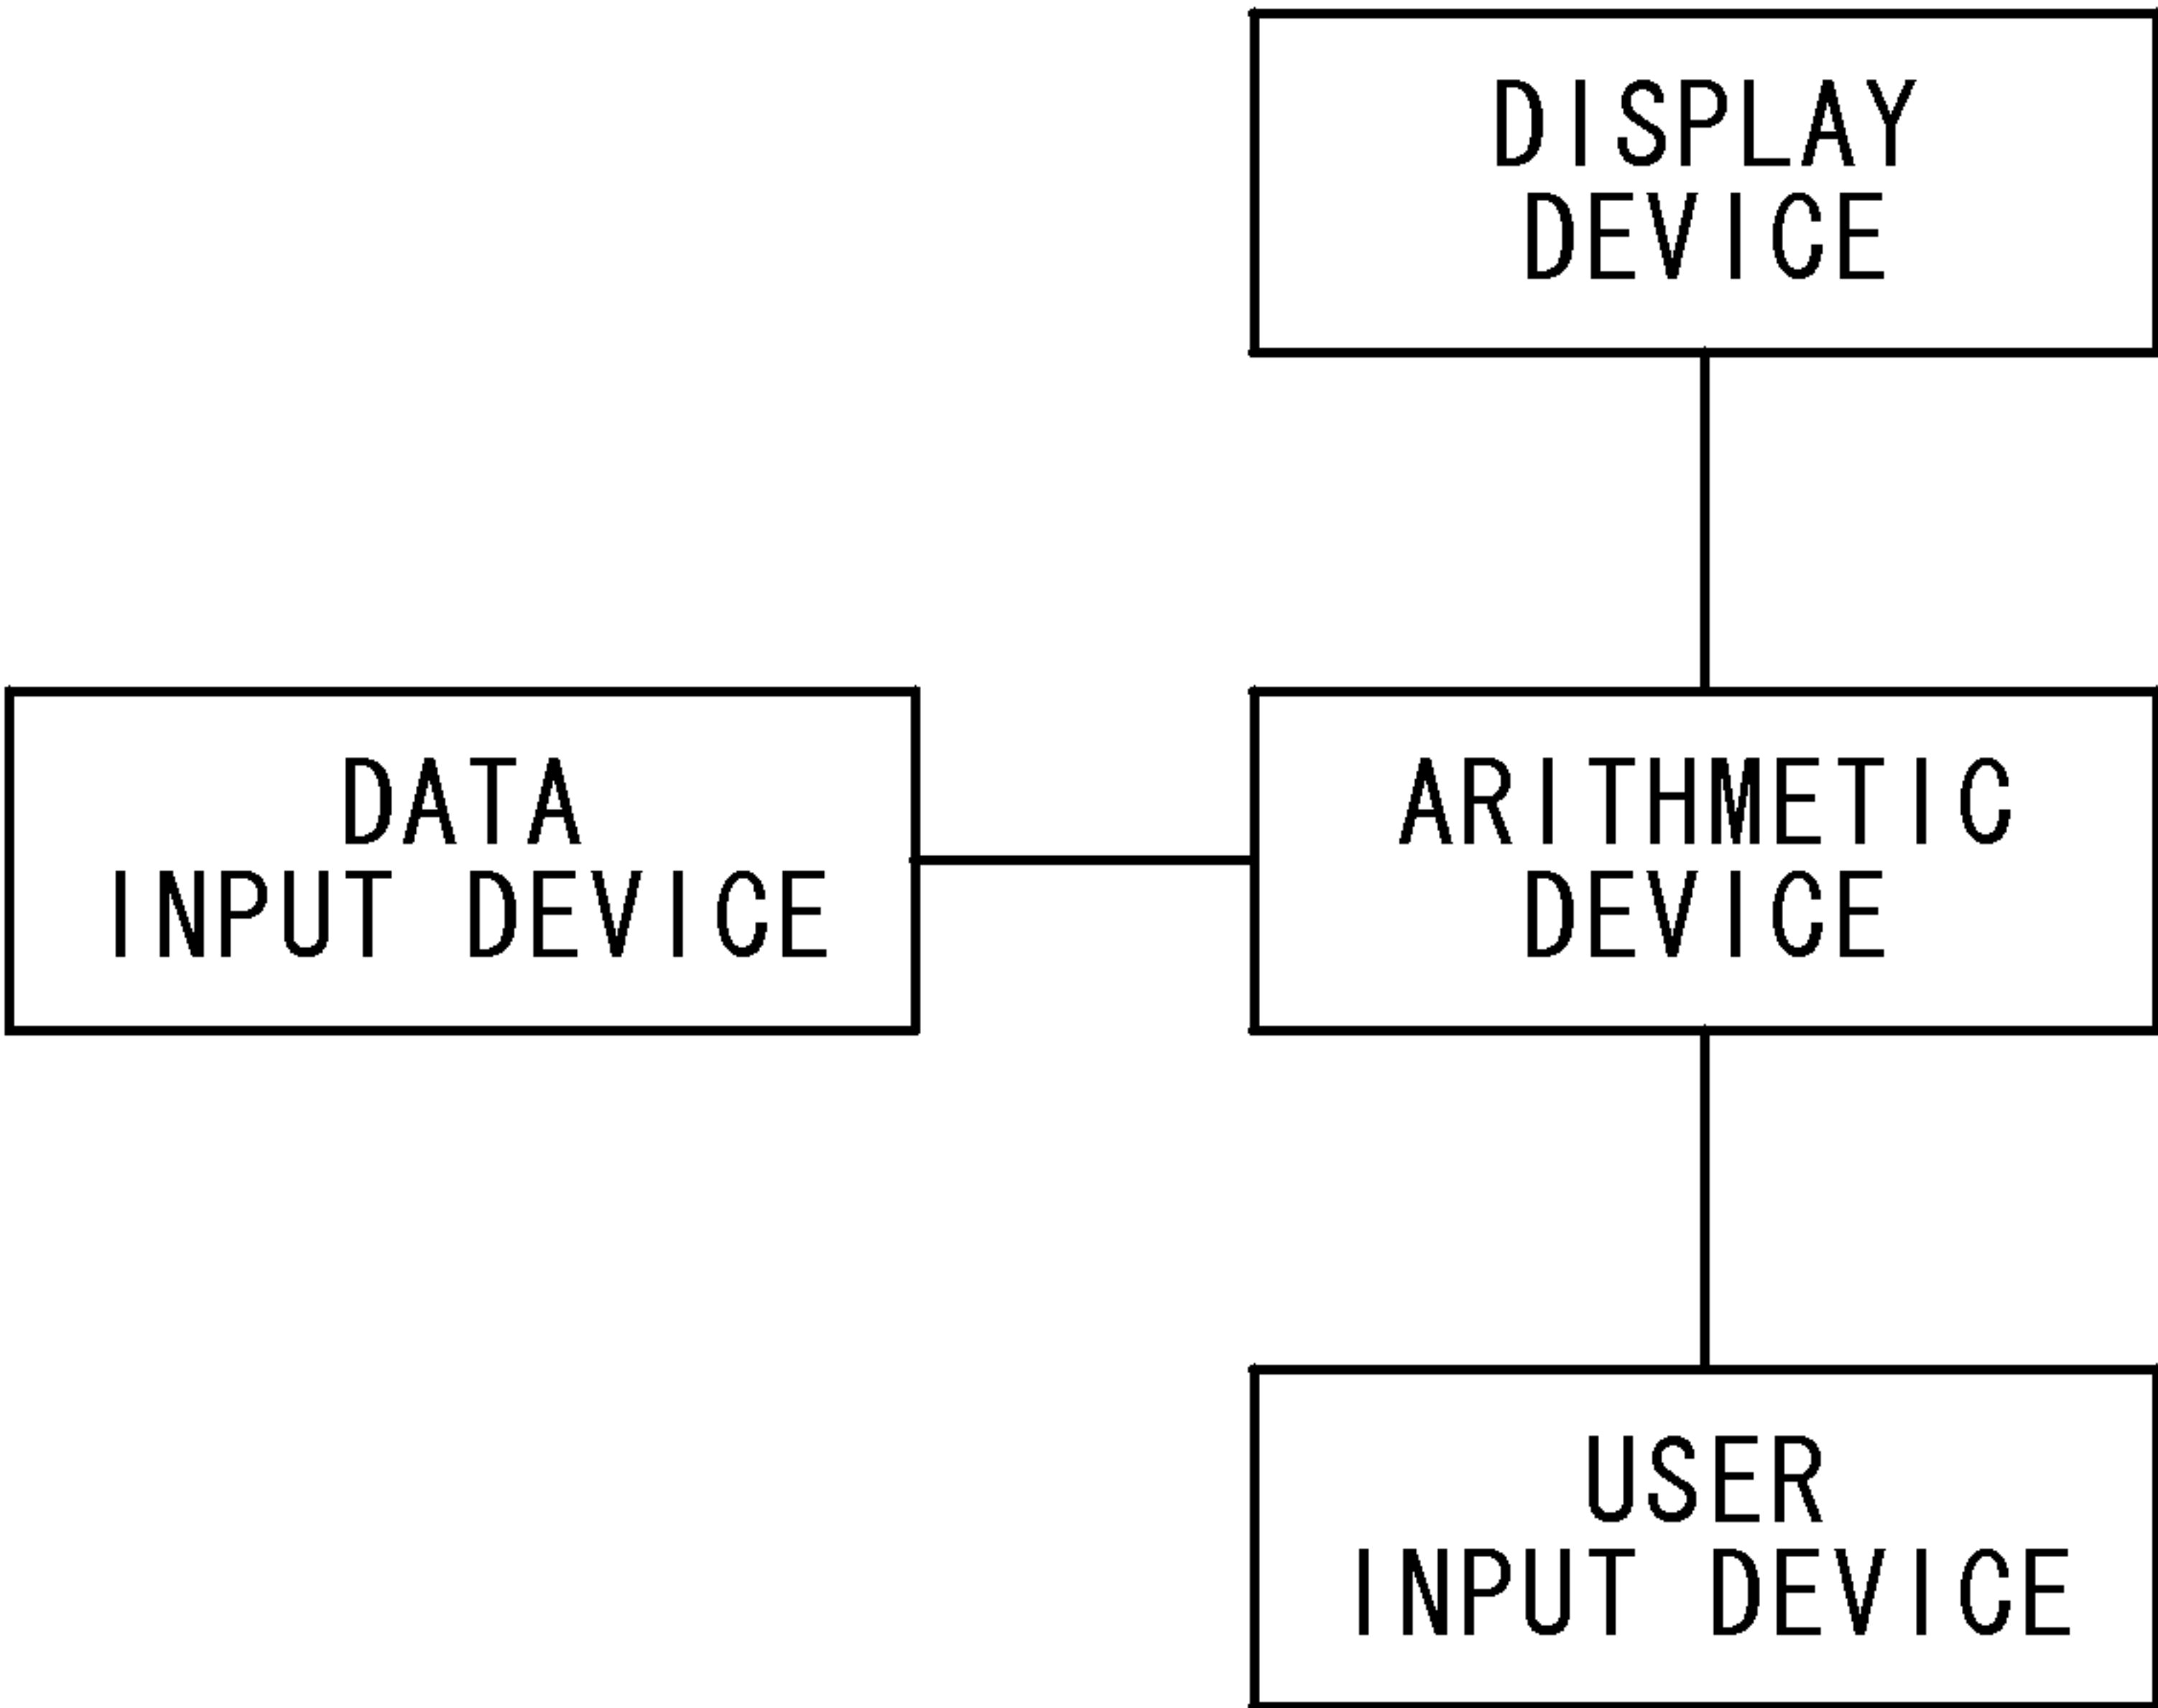 DISPLAY
DEVICE
DATA
INPUT DEVICE
ARITHMETIC
DEVICE
USER
INPUT DEVICE